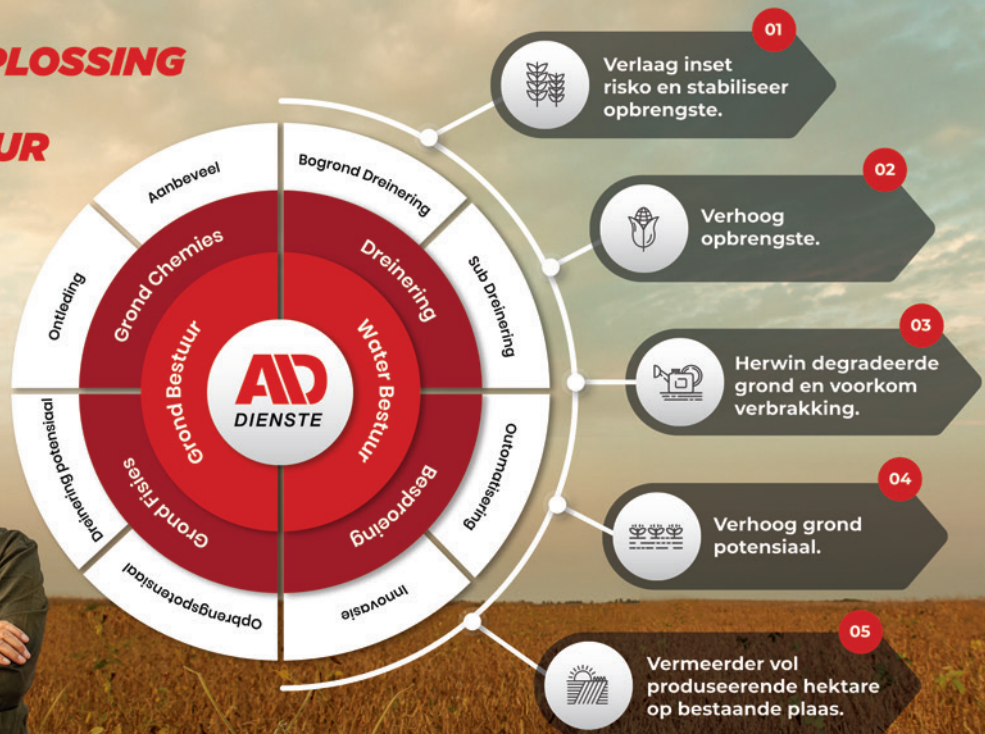 PLOSSING
UR
Aanbeveel
Bogrond Dreinering
Ontleding
Sub Dreinering
Grond Chemies
Dreinering
Grond Bestuur
Water Bestuur
AD
DIENSTE
Dreinering potensiaal
Outomatisering
Grond Fisies
Besproeing
Opbrengspotensiaal
Innovasie
01
Verlaag inset
risko en stabiliseer
opbrengste.
02
Verhoog
opbrengste.
03
Herwin degradeerde
grond en voorkom
verbrakking.
04
Verhoog grond
potensiaal.
05
Vermeerder vol
produseerende hektare
op bestaande plaas.